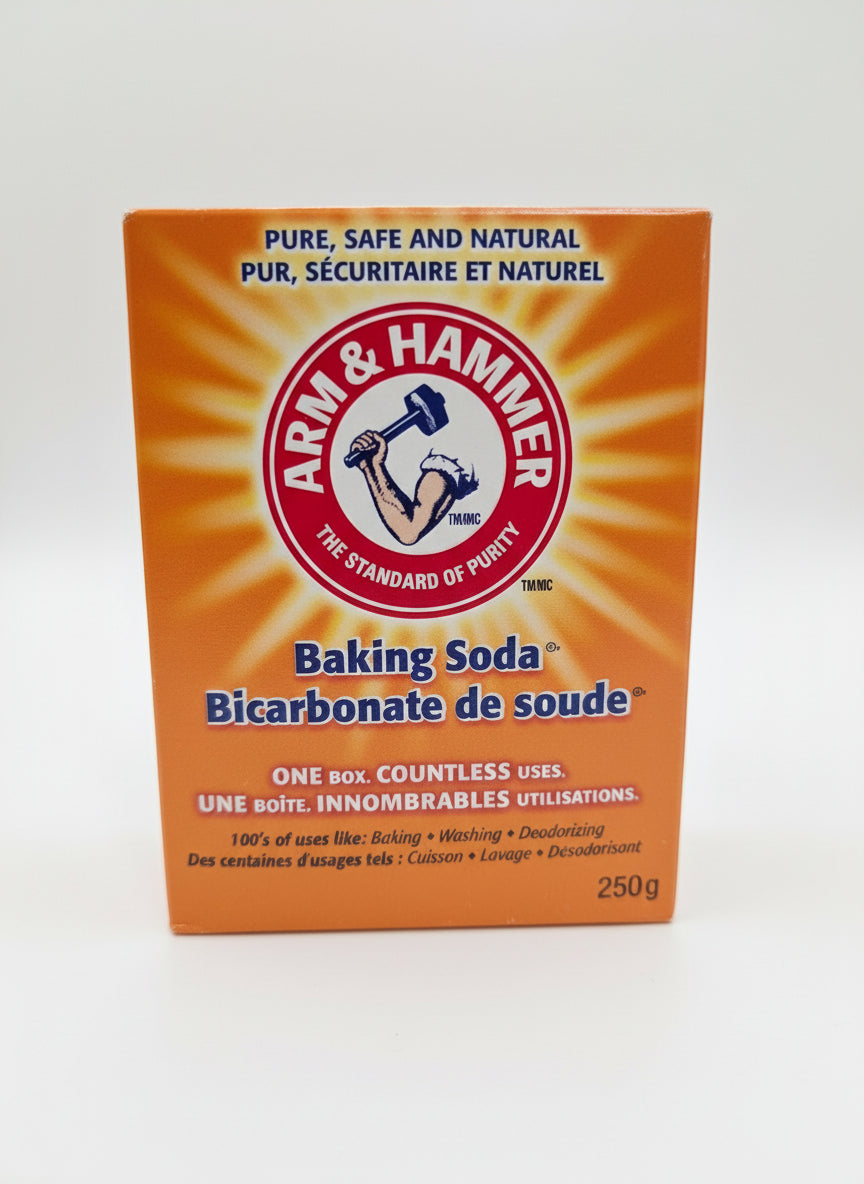 PURE, SAFE AND NATURAL
PUR, SÉCURITAIRE ET NATUREL
ARM & HAMMER
TM/MC
THE STANDARD OF PURITY
TM/MC
Baking Soda
Bicarbonate de soude
ONE BOX. COUNTLESS USES.
UNE BOÎTE. INNOMBRABLES UTILISATIONS.
100's of uses like: Baking • Washing • Deodorizing
Des centaines d'usages tels : Cuisson • Lavage • Désodorisant
250g